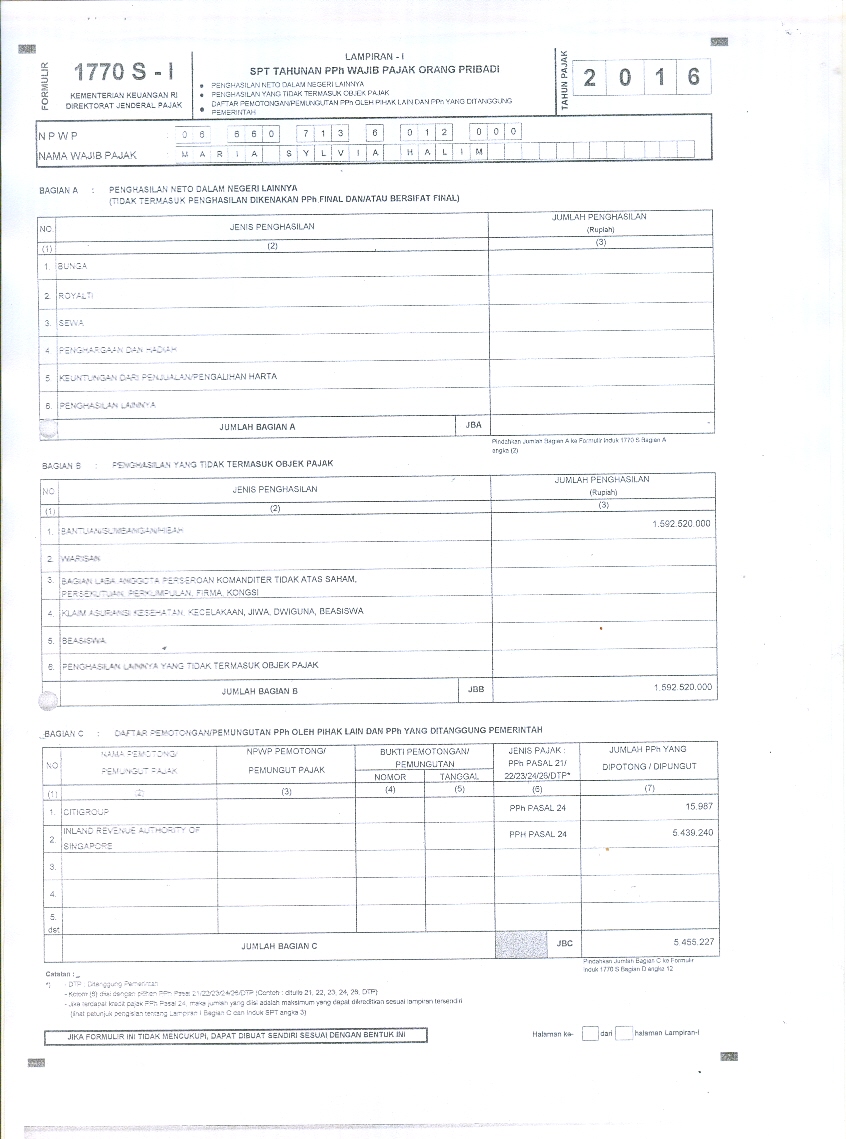 FORMULIR
1770 S - I
KEMENTERIAN KEUANGAN RI
DIREKTORAT JENDERAL PAJAK
LAMPIRAN - I
SPT TAHUNAN PPh WAJIB PAJAK ORANG PRIBADI
• PENGHASILAN NETO DALAM NEGERI LAINNYA
• PENGHASILAN YANG TIDAK TERMASUK OBJEK PAJAK
• DAFTAR PEMOTONGAN/PEMUNGUTAN PPh OLEH PIHAK LAIN DAN PPh YANG DITANGGUNG
PEMERINTAH
TAHUN PAJAK
2 0 1 6
N P W P : 0 6 6 6 0 7 1 3 6 0 1 2 0 0 0
NAMA WAJIB PAJAK : M A R I A S Y L V I A H A L I M
BAGIAN A : PENGHASILAN NETO DALAM NEGERI LAINNYA
(TIDAK TERMASUK PENGHASILAN DIKENAKAN PPh FINAL DAN/ATAU BERSIFAT FINAL)
NO. JENIS PENGHASILAN JUMLAH PENGHASILAN
(Rupiah)
(1) (2) (3)
1. BUNGA
2. ROYALTI
3. SEWA
4. PENGHARGAAN DAN HADIAH
5. KEUNTUNGAN DARI PENJUALAN/PENGALIHAN HARTA
6. PENGHASILAN LAINNYA
JUMLAH BAGIAN A JBA
Pindahkan Jumlah Bagian A ke Formulir Induk 1770 S Bagian A
angka (2)
BAGIAN B : PENGHASILAN YANG TIDAK TERMASUK OBJEK PAJAK
NO JENIS PENGHASILAN JUMLAH PENGHASILAN
(Rupiah)
(1) (2) (3)
1. BANTUAN/SUMBANGAN/HIBAH 1.592.520.000
2. WARISAN
3. BAGIAN LABA ANGGOTA PERSEROAN KOMANDITER TIDAK ATAS SAHAM,
PERSEKUTUAN, PERKUMPULAN, FIRMA, KONGSI
4. KLAIM ASURANSI KESEHATAN, KECELAKAAN, JIWA, DWIGUNA, BEASISWA
5. BEASISWA
6. PENGHASILAN LAINNYA YANG TIDAK TERMASUK OBJEK PAJAK
JUMLAH BAGIAN B JBB 1.592.520.000
BAGIAN C : DAFTAR PEMOTONGAN/PEMUNGUTAN PPh OLEH PIHAK LAIN DAN PPh YANG DITANGGUNG PEMERINTAH
NO NAMA PEMOTONG/
PEMUNGUT PAJAK
NPWP PEMOTONG/
PEMUNGUT PAJAK
BUKTI PEMOTONGAN/
PEMUNGUTAN
NOMOR TANGGAL
JENIS PAJAK :
PPh PASAL 21/
22/23/24/26/DTP*
JUMLAH PPh YANG
DIPOTONG / DIPUNGUT
(1) (2) (3) (4) (5) (6) (7)
1. CITIGROUP PPh PASAL 24 15.987
2. INLAND REVENUE AUTHORITY OF
SINGAPORE PPH PASAL 24 5.439.240
3.
4.
5.
dst
JUMLAH BAGIAN C JBC 5.455.227
Pindahkan Jumlah Bagian C ke Formulir
Induk 1770 S Bagian D angka 12
Catatan :
*) - DTP : Ditanggung Pemerintah
- Kolom (6) diisi dengan pilihan PPh Pasal 21/22/23/24/26/DTP (Contoh : ditulis 21, 22, 23, 24, 26, DTP)
- Jika terdapat kredit pajak PPh Pasal 24, maka jumlah yang diisi adalah maksimum yang dapat dikreditkan sesuai lampiran tersendiri
(lihat petunjuk pengisian tentang Lampiran I Bagian C dan Induk SPT angka 3)
JIKA FORMULIR INI TIDAK MENCUKUPI, DAPAT DIBUAT SENDIRI SESUAI DENGAN BENTUK INI
Halaman ke- dari halaman Lampiran-I